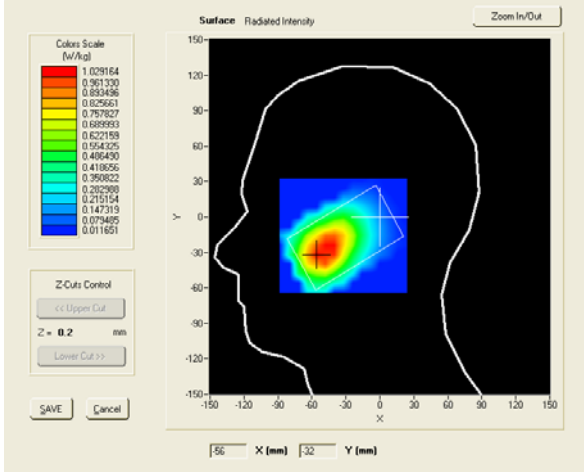 Surface Radiated Intensity
Zoom In/Out
Colors Scale
(W/kg)
1.029164
0.961330
0.893496
0.825661
0.757827
0.689993
0.622159
0.554325
0.486490
0.418656
0.350822
0.282988
0.215154
0.147319
0.079485
0.011651
Z-Cuts Control
<< Upper Cut
Z = 0.2 mm
Lower Cut >>
SAVE Cancel
150-
120-
90-
60-
30-
Y 0-
-30-
-60-
-90-
-120-
-150-
-150 -120 -90 -60 -30 0 30 60 90 120 150
X
-56 X (mm) -32 Y (mm)